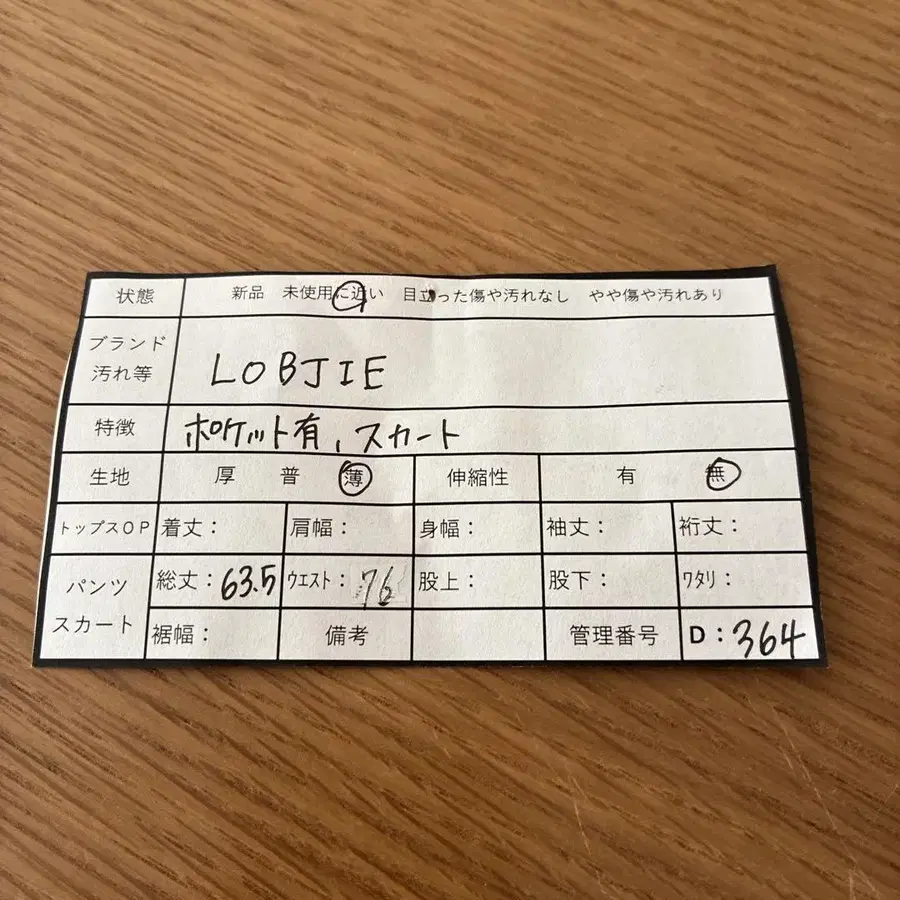 状態 新品 未使用に近い 目立った傷や汚れなし やや傷や汚れあり
ブランド
汚れ等
LOBJIE
特徴 ポケット有、スカート
生地 厚 普 薄 伸縮性 有 無
トップスOP 着丈: 肩幅: 身幅: 袖丈: 裄丈:
パンツ
スカート
総丈:63.5 ウエスト:76 股上: 股下: ワタリ:
裾幅: 備考 管理番号 D:364